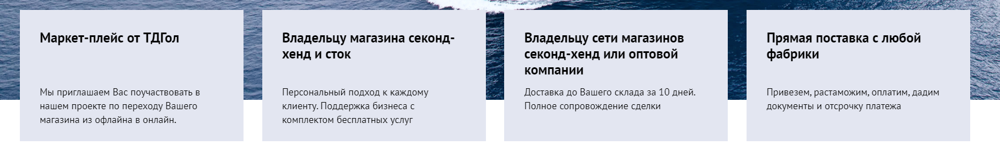 Маркет-плейс от ТДГол
Мы приглашаем Вас поучаствовать в
нашем проекте по переходу Вашего
магазина из офлайна в онлайн.
Владельцу магазина секонд-
хенд и сток
Персональный подход к каждому
клиенту. Поддержка бизнеса с
комплектом бесплатных услуг
Владельцу сети магазинов
секонд-хенд или оптовой
компании
Доставка до Вашего склада за 10 дней.
Полное сопровождение сделки
Прямая поставка с любой
фабрики
Привезем, растаможим, оплатим, дадим
документы и отсрочку платежа